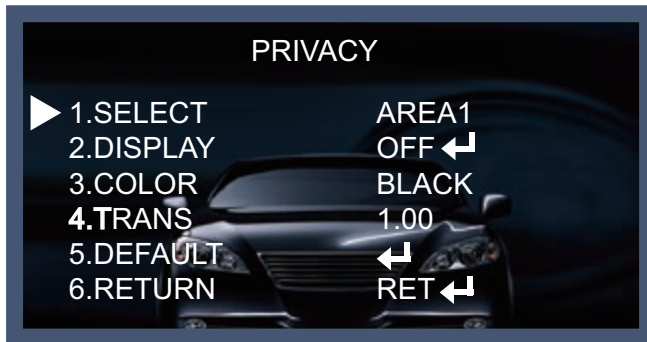 PRIVACY
1.SELECT AREA1
2.DISPLAY OFF ↲
3.COLOR BLACK
4.TRANS 1.00
5.DEFAULT ↲
6.RETURN RET ↲